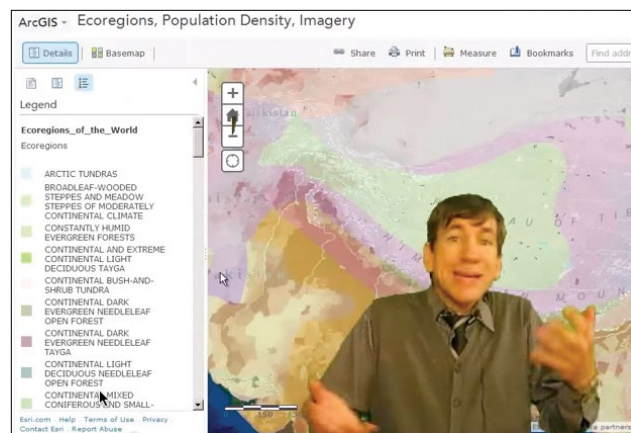 ArcGIS Ecoregions, Population Density, Imagery
Details Basemap Share Print Measure Bookmarks Find addr
Legend
Ecoregions_of_the_World
Ecoregions
ARCTIC TUNDRAS
BROADLEAF-WOODED
STEPPES AND MEADOW
STEPPES OF MODERATELY
CONTINENTAL CLIMATE
CONSTANTLY HUMID
EVERGREEN FORESTS
CONTINENTAL AND EXTREME
CONTINENTAL LIGHT
DECIDUOUS TAYGA
CONTINENTAL BUSH-AND-
SHRUB TUNDRA
CONTINENTAL DARK
EVERGREEN NEEDLELEAF
OPEN FOREST
CONTINENTAL DARK
EVERGREEN NEEDLELEAF
TAYGA
CONTINENTAL LIGHT
DECIDUOUS NEEDLELEAF
OPEN FOREST
CONTINENTAL MIXED
CONIFEROUS AND SMALL-
Esri.com Help Terms of Use Privacy
Contact Esri Report Abuse